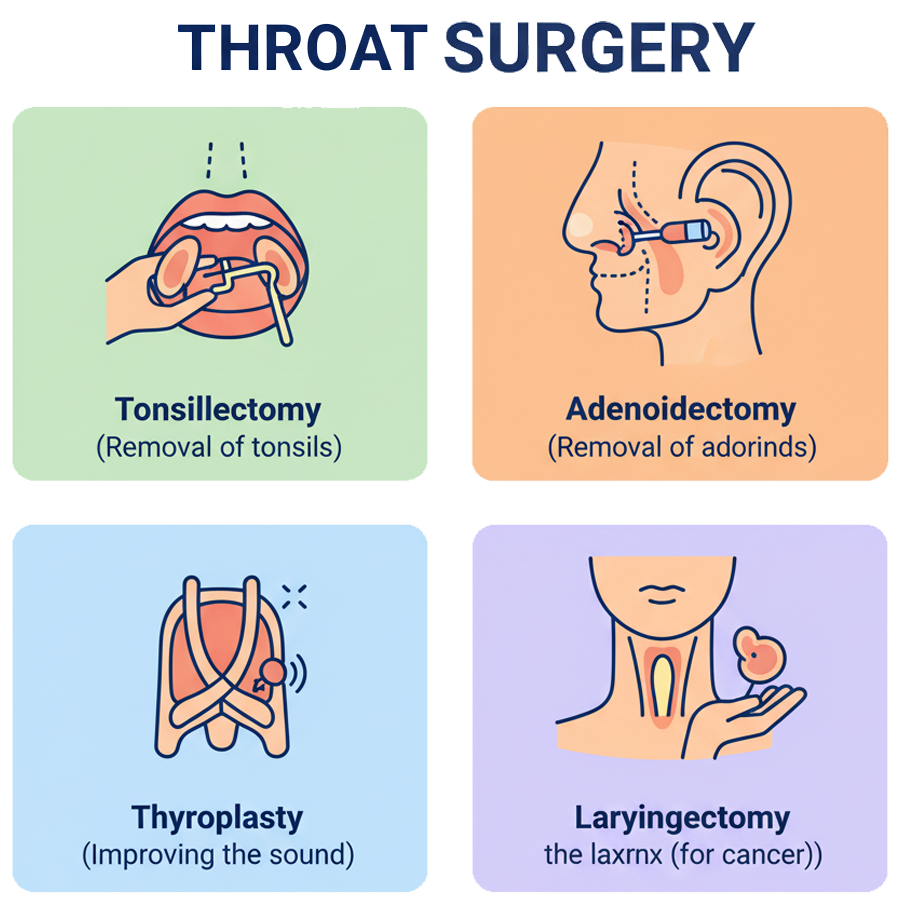 THROAT SURGERY
Tonsillectomy
(Removal of tonsils)
Adenoidectomy
(Removal of adorinds)
Thyroplasty
(Improving the sound)
Laryingectomy
the laxrnx (for cancer))